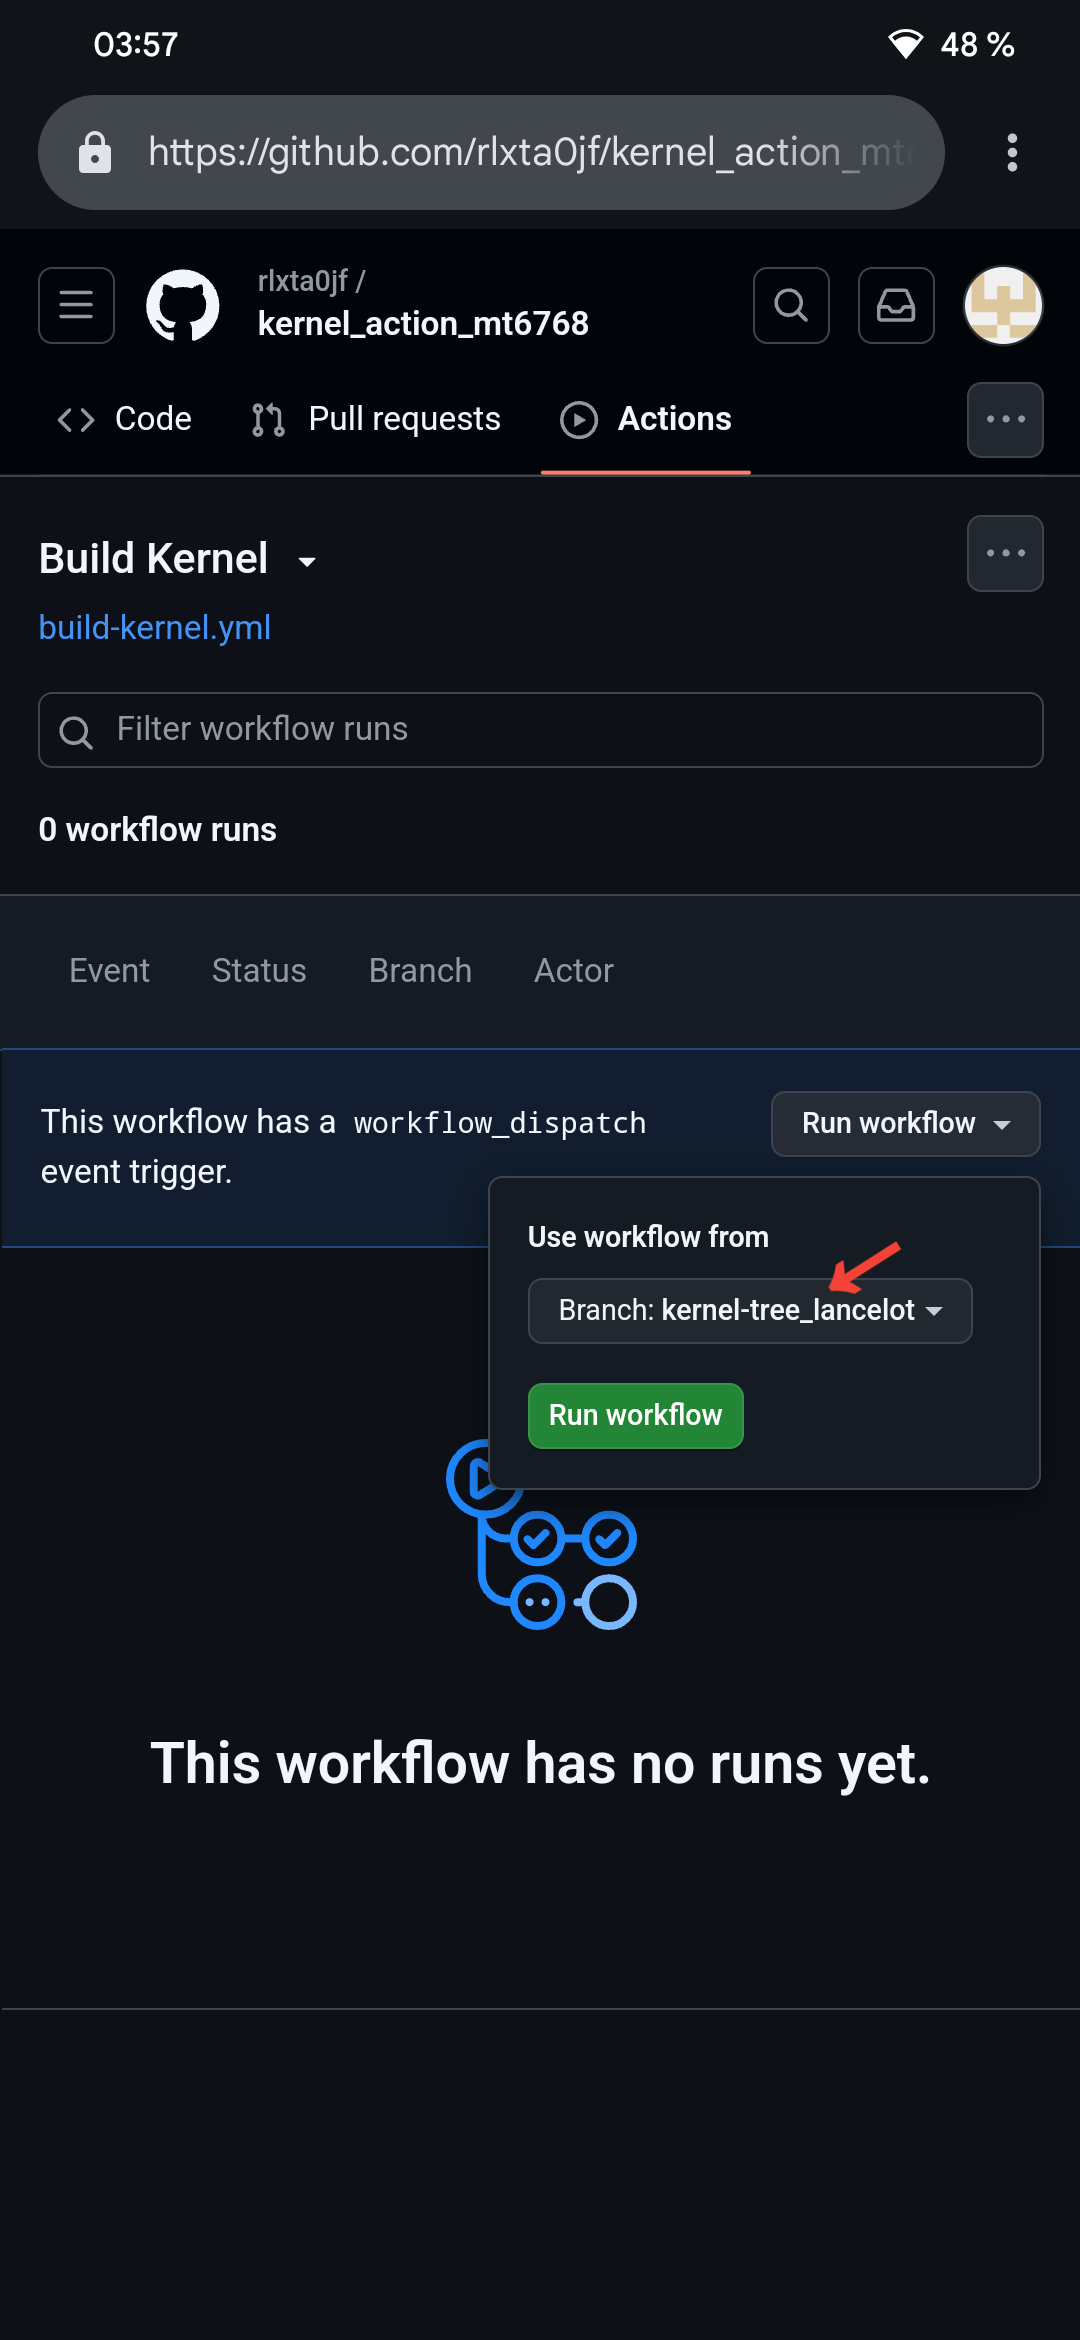 03:57
48 %
https://github.com/rlxta0jf/kernel_action_mt
rlxta0jf /
kernel_action_mt6768
Code
Pull requests
Actions
Build Kernel
build-kernel.yml
Filter workflow runs
0 workflow runs
Event
Status
Branch
Actor
This workflow has a workflow_dispatch
event trigger.
Run workflow
Use workflow from
Branch: kernel-tree_lancelot
Run workflow
This workflow has no runs yet.